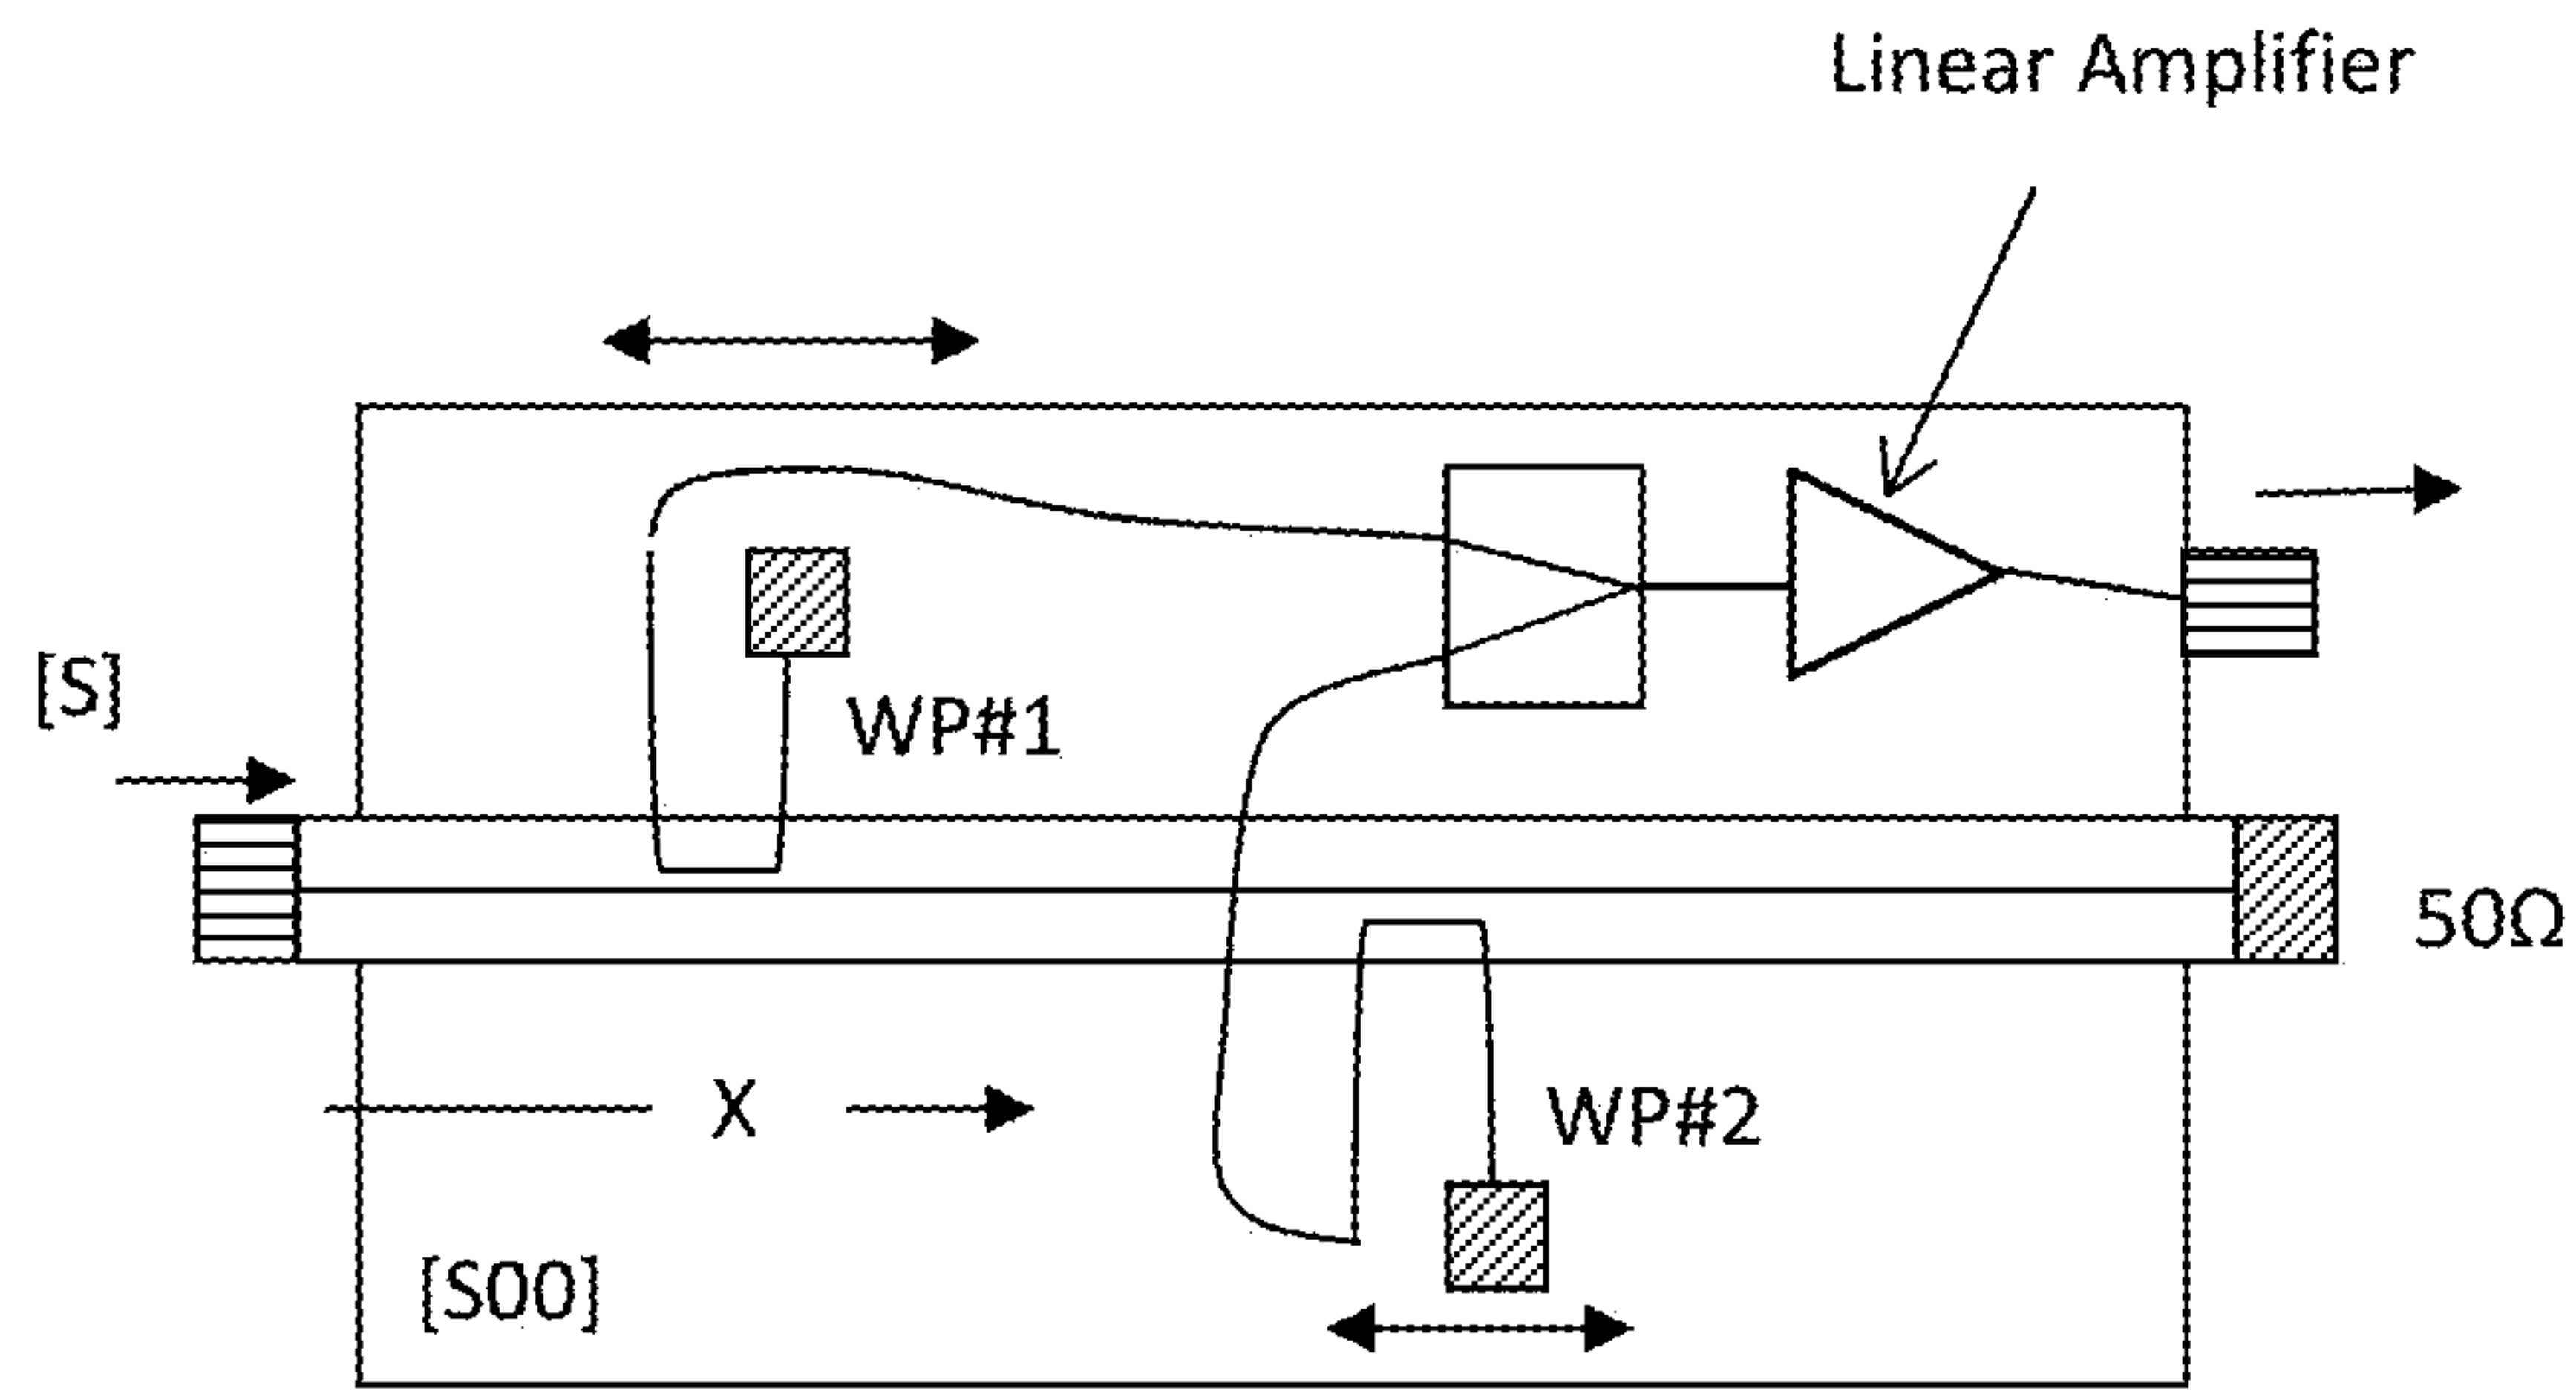 Linear Amplifier
[S]
WP#1
50Ω
X
WP#2
[S00]